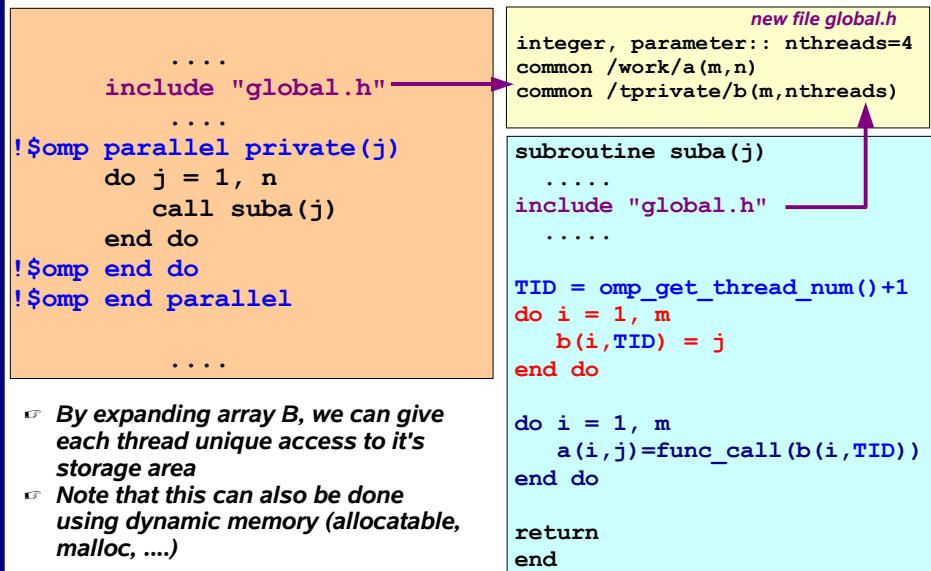 ....
include "global.h"
....
!$omp parallel private(j)
do j = 1, n
call suba(j)
end do
!$omp end do
!$omp end parallel
....
new file global.h
integer, parameter:: nthreads=4
common /work/a(m,n)
common /tprivate/b(m,nthreads)
subroutine suba(j)
.....
include "global.h"
.....
TID = omp_get_thread_num()+1
do i = 1, m
b(i,TID) = j
end do
do i = 1, m
a(i,j)=func_call(b(i,TID))
end do
return
end
☞ By expanding array B, we can give
each thread unique access to it's
storage area
☞ Note that this can also be done
using dynamic memory (allocatable,
malloc, ....)